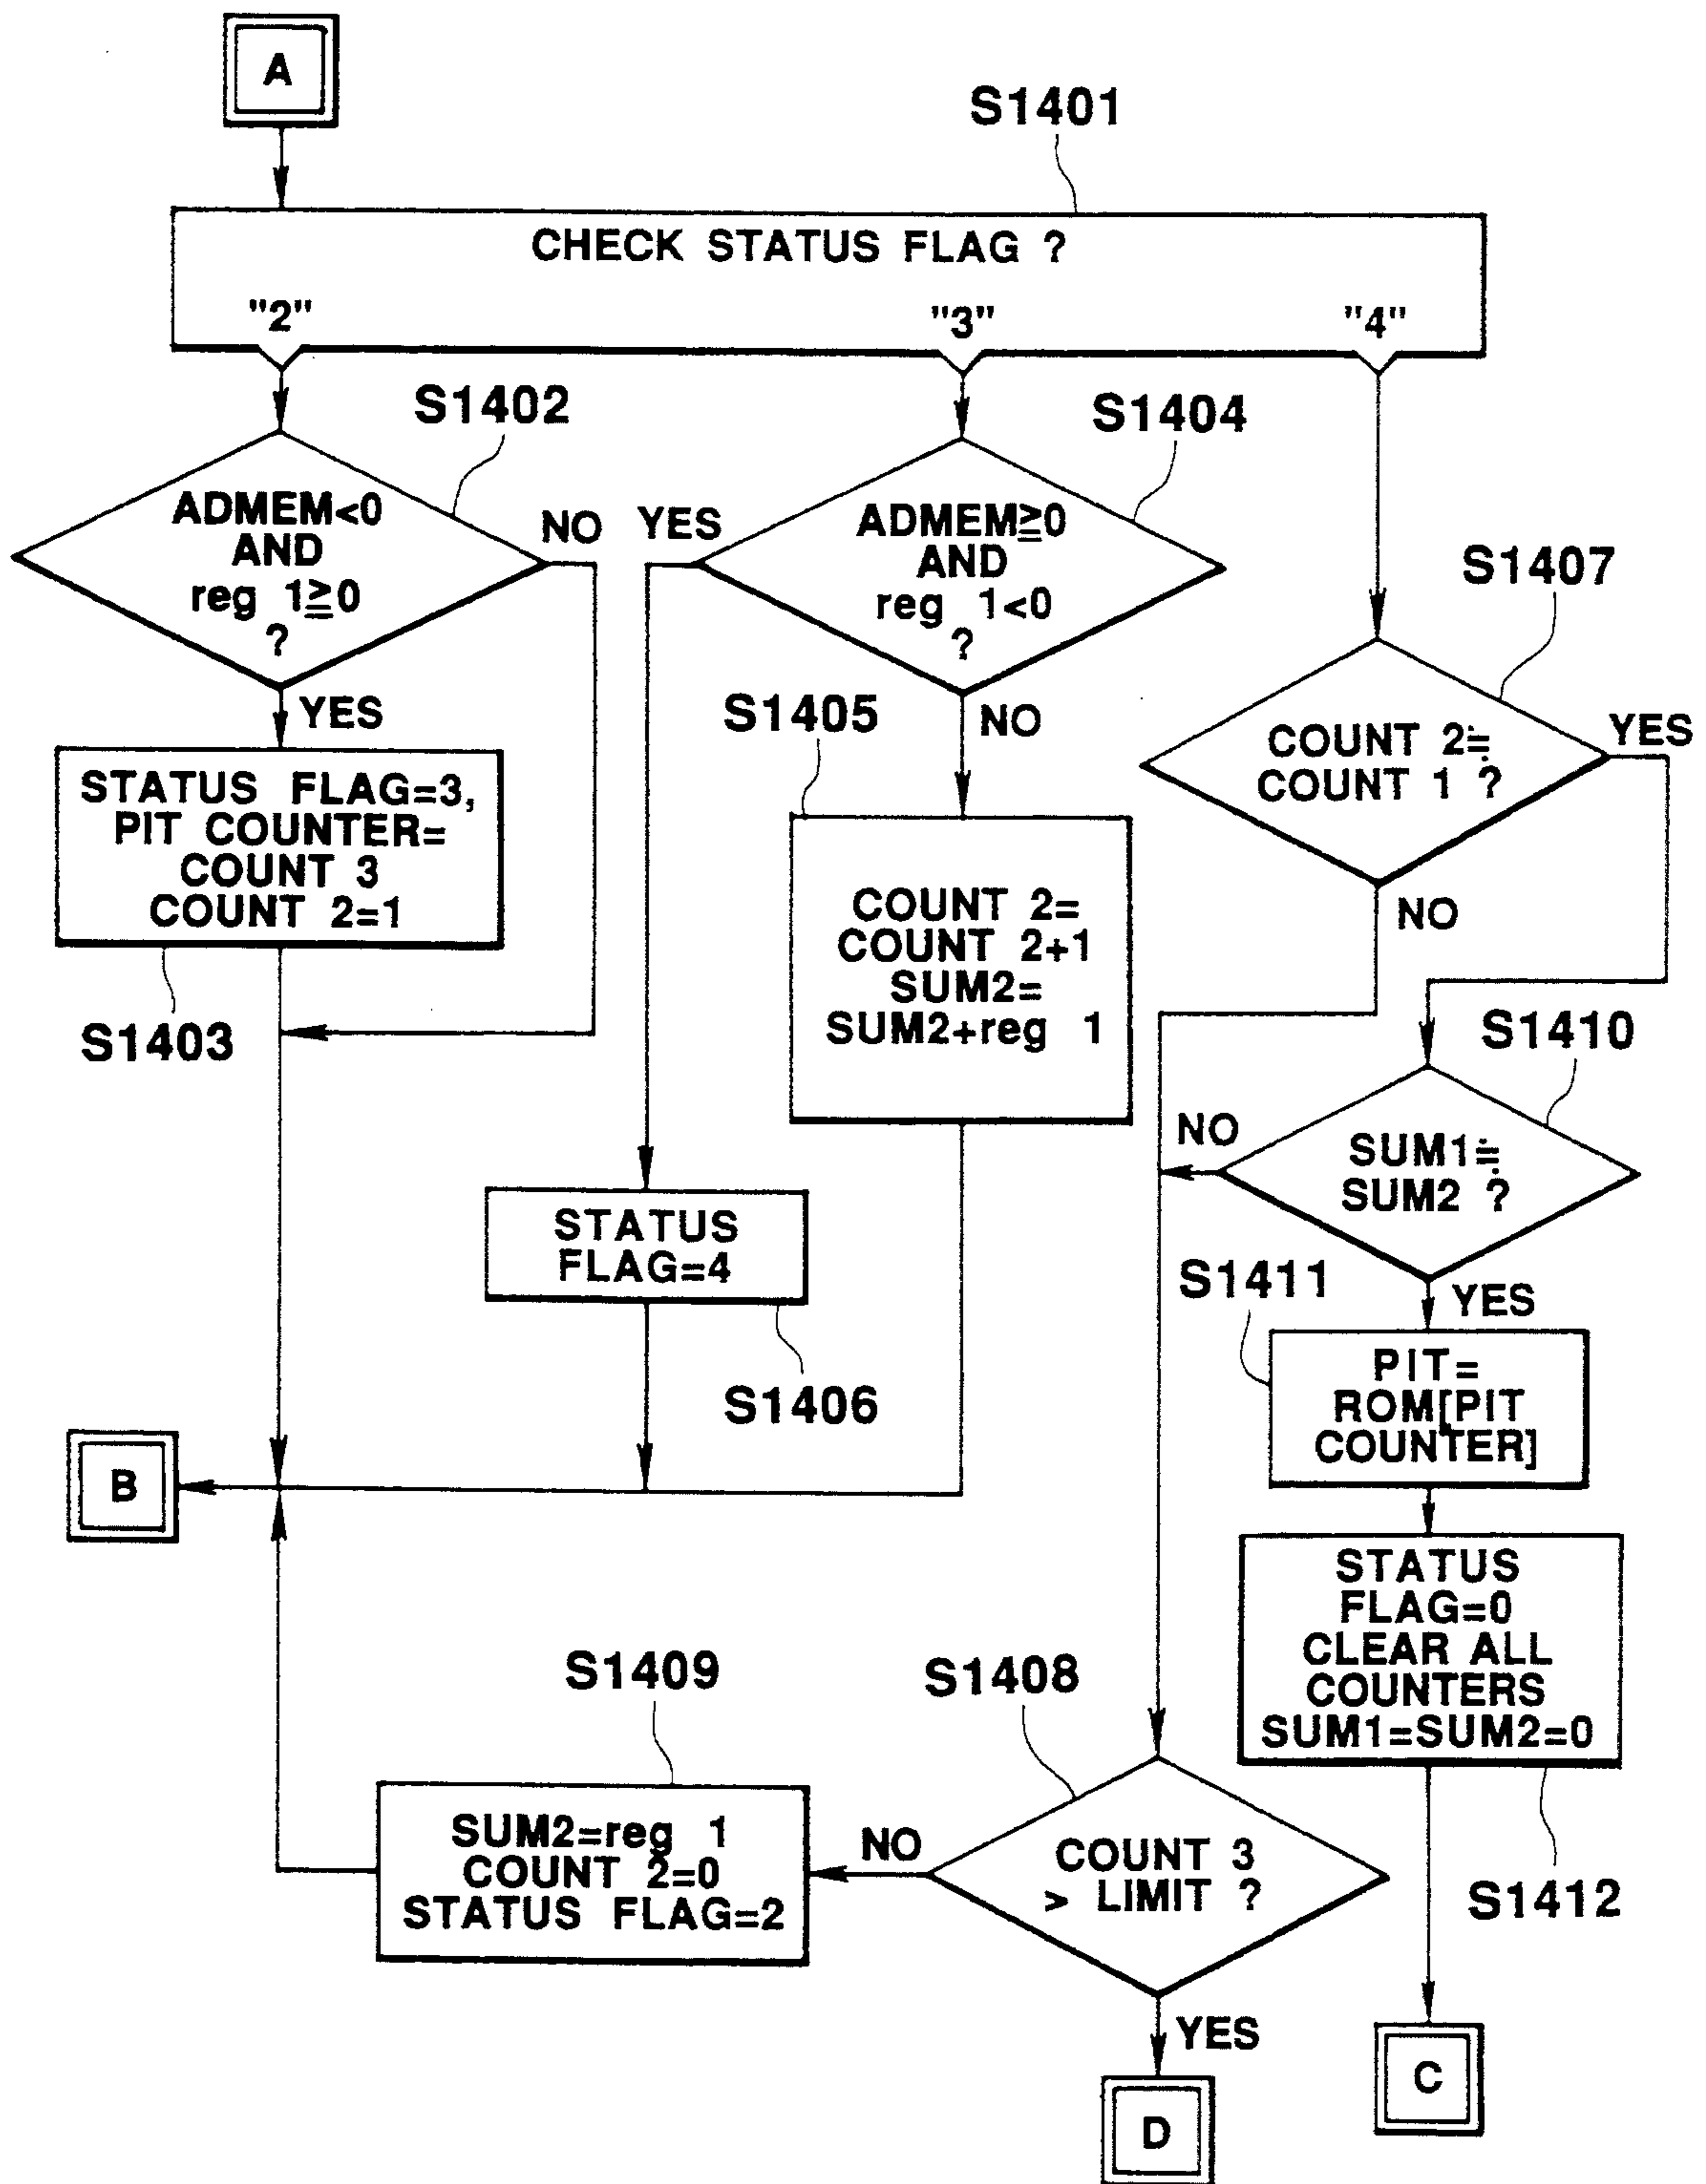 A
S1401
CHECK STATUS FLAG ?
"2"
"3"
"4"
S1402
ADMEM<0
AND
reg 1≧0
?
NO
YES
STATUS FLAG=3,
PIT COUNTER=
COUNT 3
COUNT 2=1
S1403
S1404
YES
ADMEM≧0
AND
reg 1<0
?
NO
S1405
COUNT 2=
COUNT 2+1
SUM2=
SUM2+reg 1
STATUS
FLAG=4
S1406
B
S1407
COUNT 2≒
COUNT 1 ?
YES
NO
S1410
NO
SUM1≒
SUM2 ?
YES
S1411
PIT=
ROM[PIT
COUNTER]
STATUS
FLAG=0
CLEAR ALL
COUNTERS
SUM1=SUM2=0
S1412
S1409
SUM2=reg 1
COUNT 2=0
STATUS FLAG=2
S1408
NO
COUNT 3
> LIMIT ?
YES
D
C